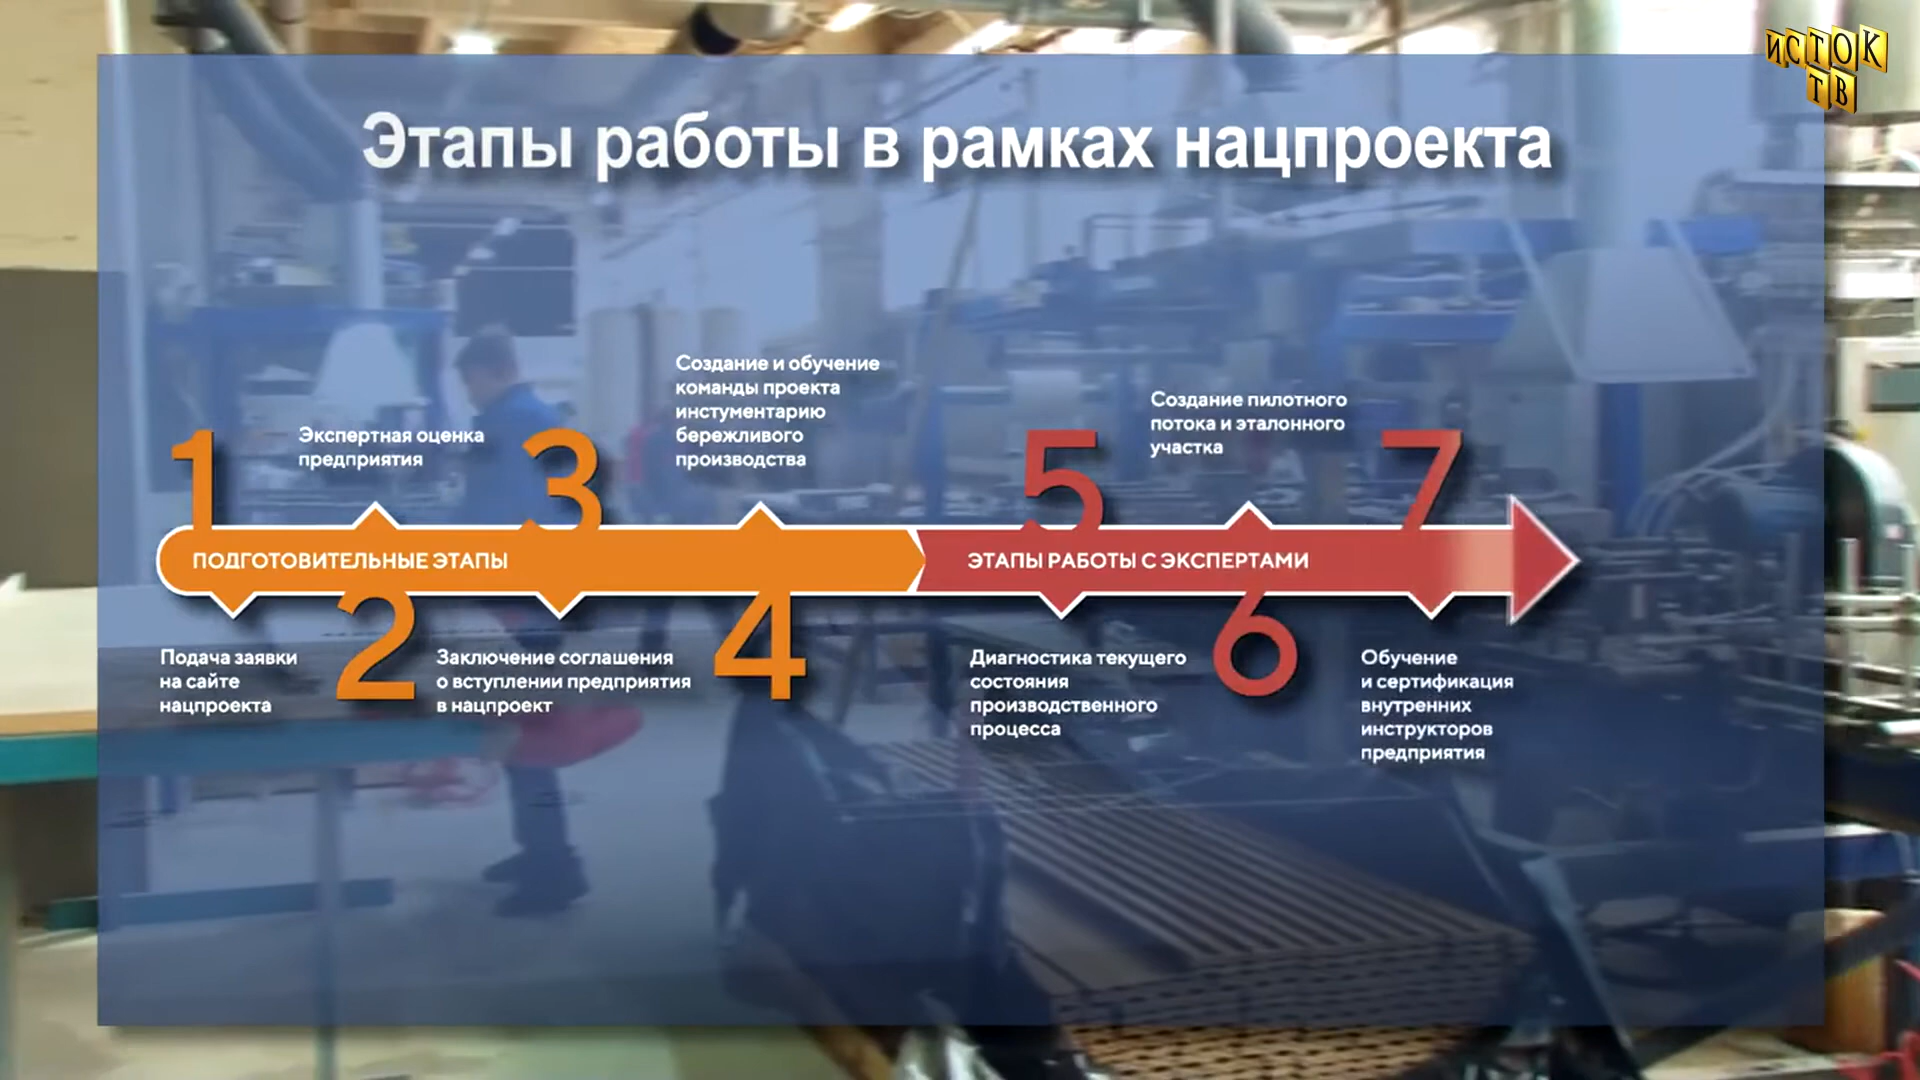 ИСТОК
ТВ
Этапы работы в рамках нацпроекта
1
Подача заявки
на сайте
нацпроекта
Экспертная оценка
предприятия
2
3
Заключение соглашения
о вступлении предприятия
в нацпроект
Создание и обучение
команды проекта
инстументарию
бережливого
производства
4
ПОДГОТОВИТЕЛЬНЫЕ ЭТАПЫ
ЭТАПЫ РАБОТЫ С ЭКСПЕРТАМИ
5
Диагностика текущего
состояния
производственного
процесса
Создание пилотного
потока и эталонного
участка
6
7
Обучение
и сертификация
внутренних
инструкторов
предприятия